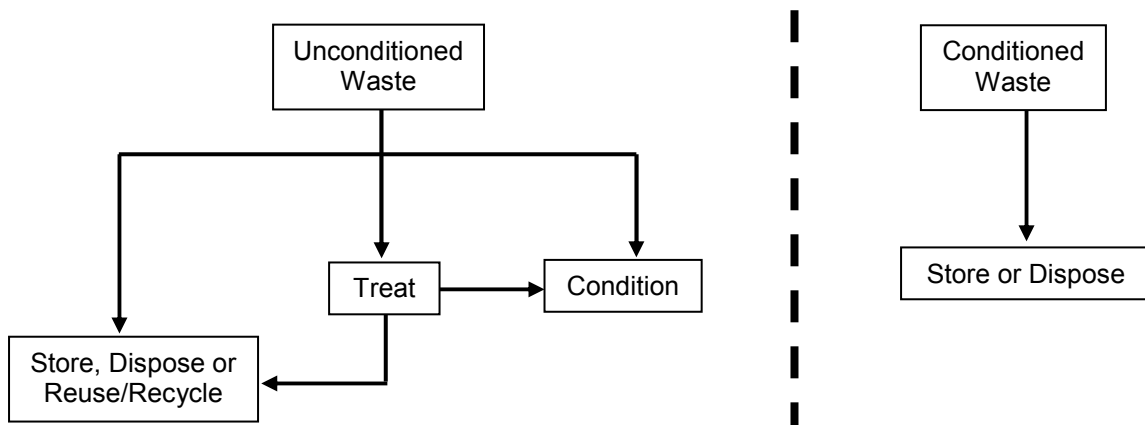 Unconditioned
Waste
Conditioned
Waste
Treat
Condition
Store or Dispose
Store, Dispose or
Reuse/Recycle